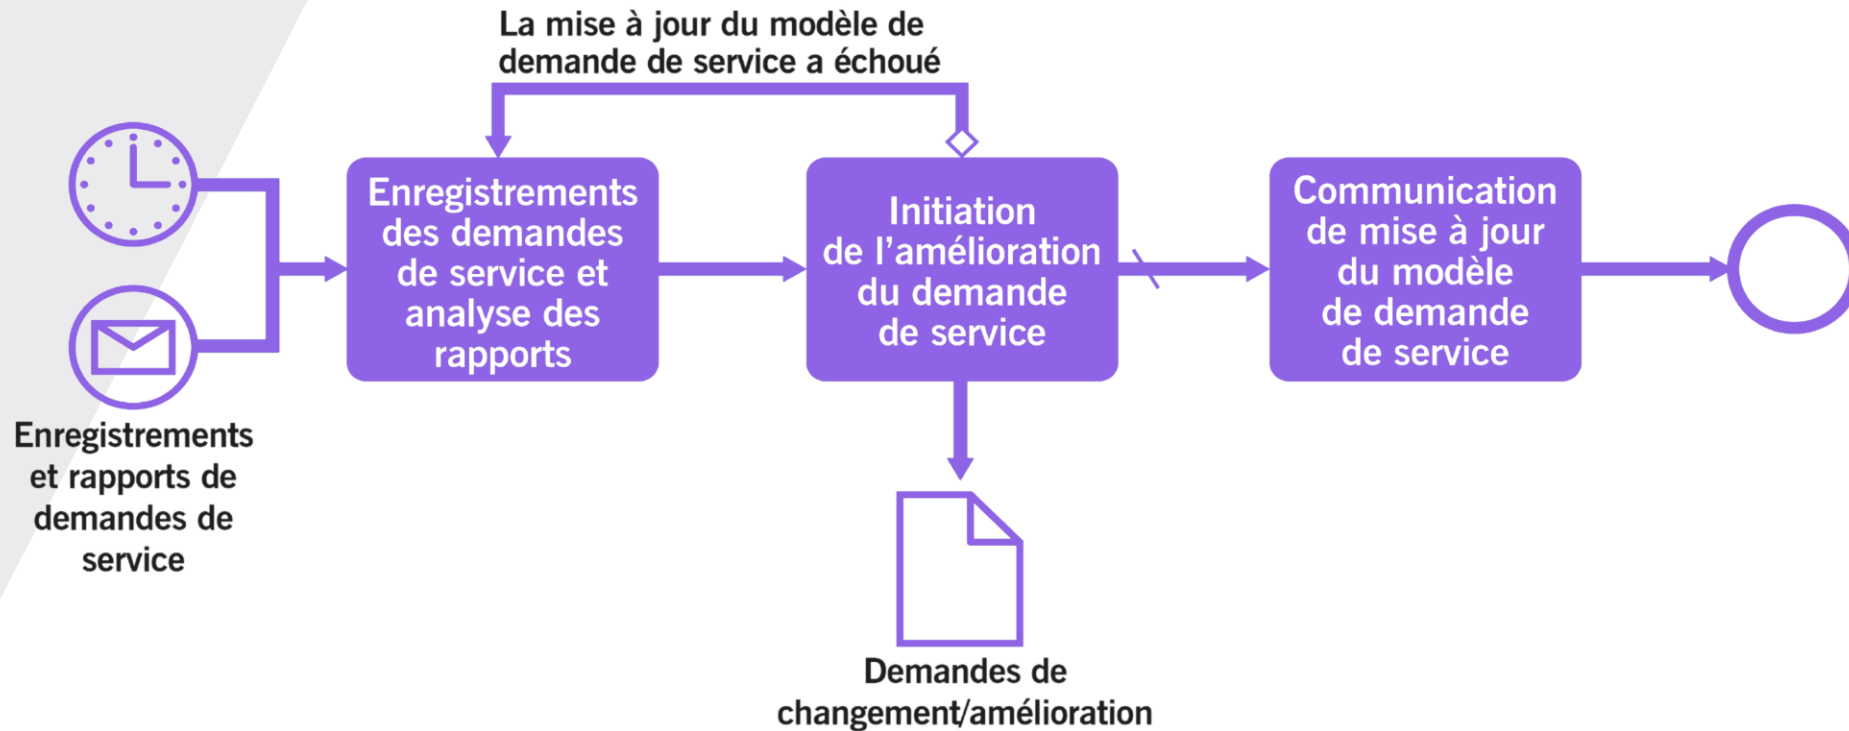 La mise à jour du modèle de
demande de service a échoué
Enregistrements
et rapports de
demandes de
service
Enregistrements
des demandes
de service et
analyse des
rapports
Initiation
de l'amélioration
du demande
de service
Communication
de mise à jour
du modèle
de demande
de service
Demandes de
changement/amélioration